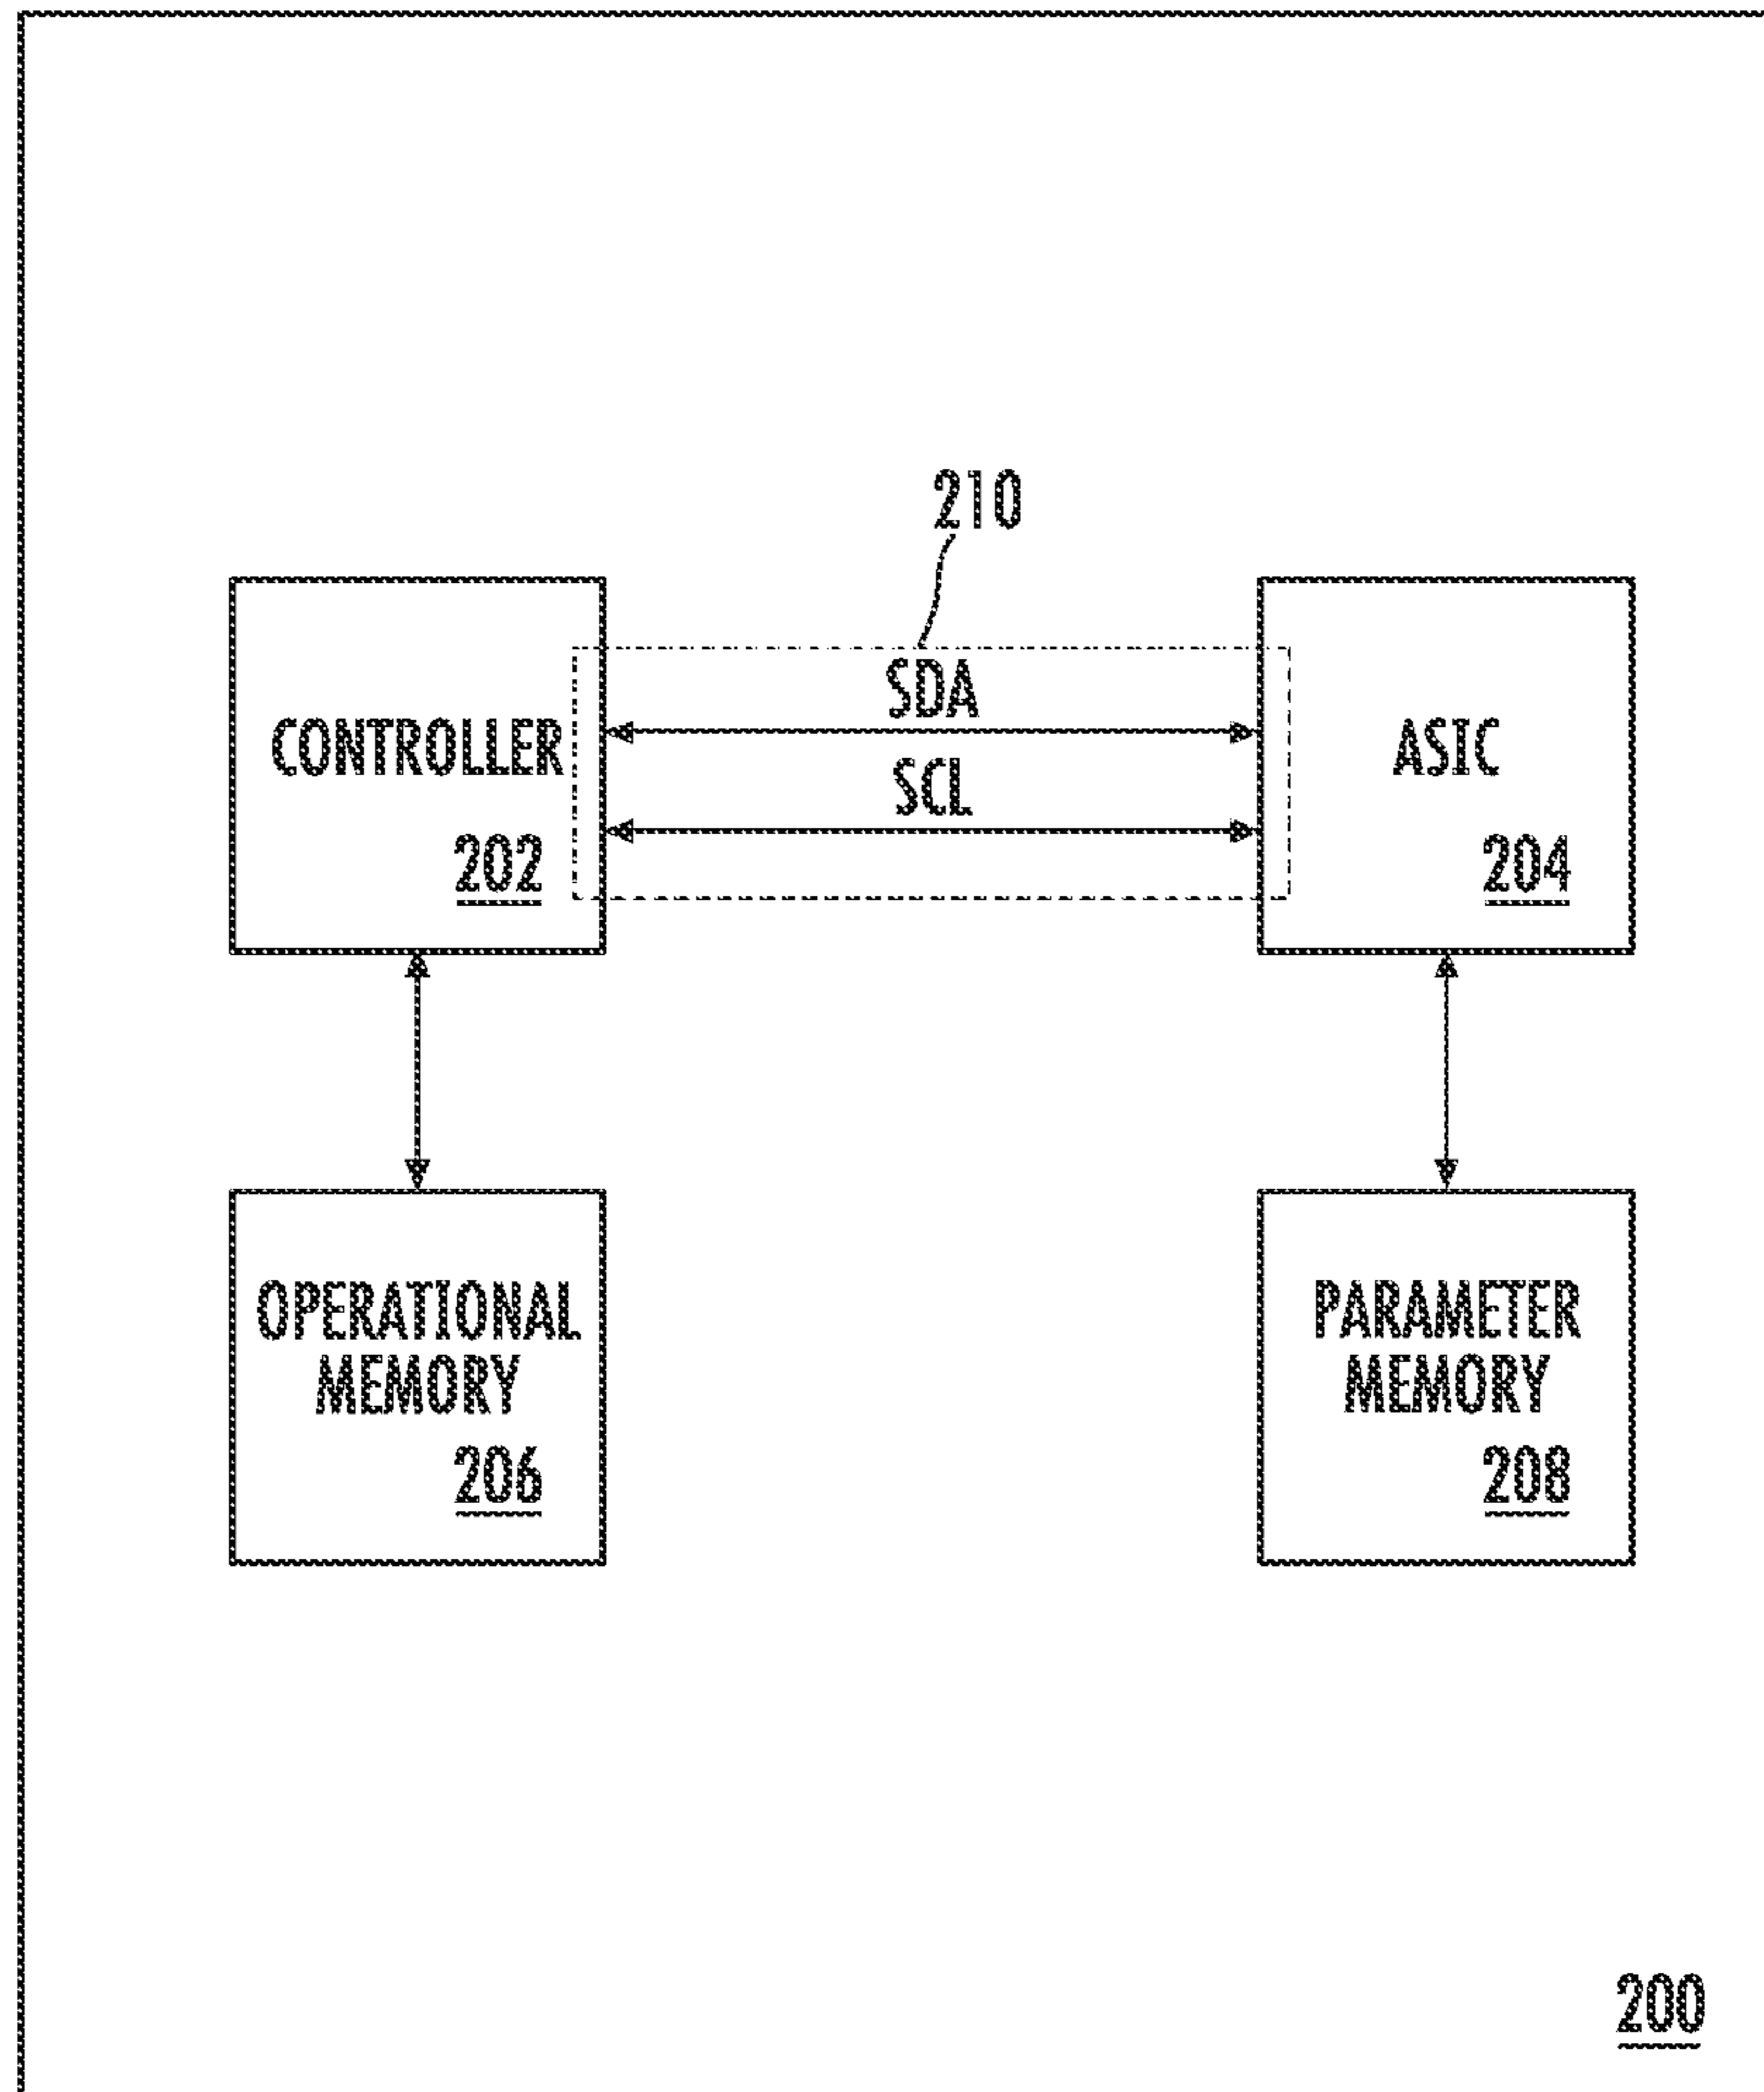 210
SDA
CONTROLLER
SCL
ASIC
202
204
OPERATIONAL
MEMORY
206
PARAMETER
MEMORY
208
200